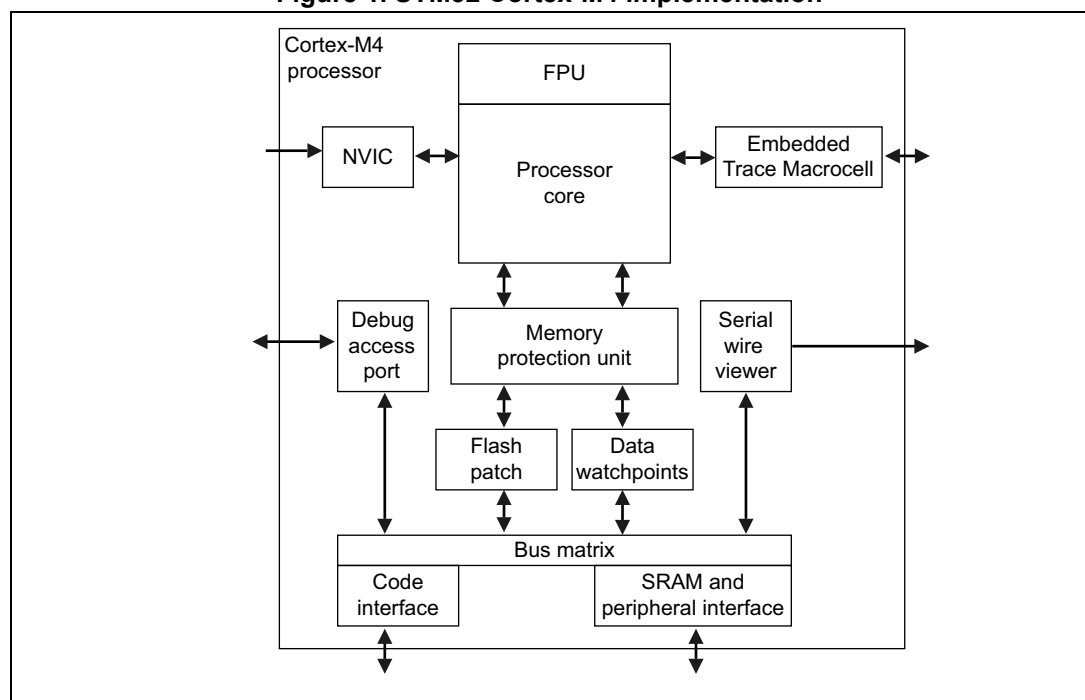 Figure 1. STM32 Cortex-M4 implementation
Cortex-M4
processor
FPU
NVIC
Processor
core
Embedded
Trace Macrocell
Debug
access
port
Memory
protection unit
Serial
wire
viewer
Flash
patch
Data
watchpoints
Bus matrix
Code
interface
SRAM and
peripheral interface